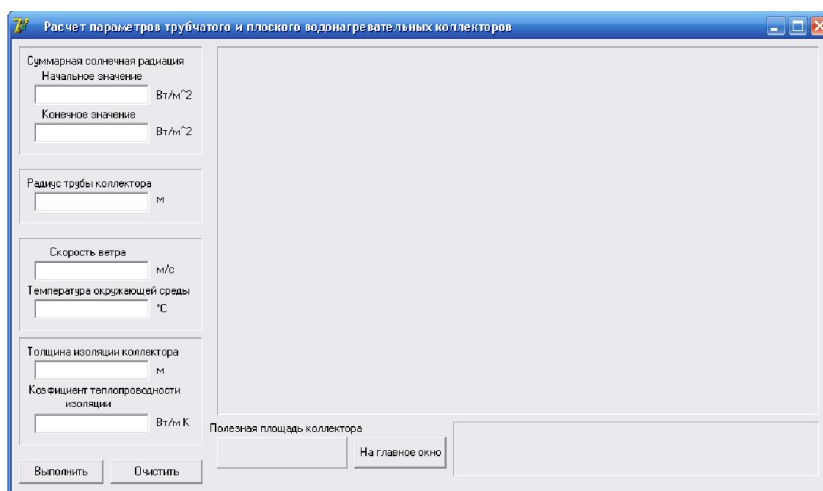 Расчет параметров трубчатого и плоского водонагревательных коллекторов
Суммарная солнечная радиация
Начальное значение
Вт/м^2
Конечное значение
Вт/м^2
Радиус трубы коллектора
м
Скорость ветра
м/с
Температура окружающей среды
°С
Толщина изоляции коллектора
м
Коэфициент теплопроводности
изоляции
Вт/м К
Полезная площадь коллектора
На главное окно
Выполнить
Очистить